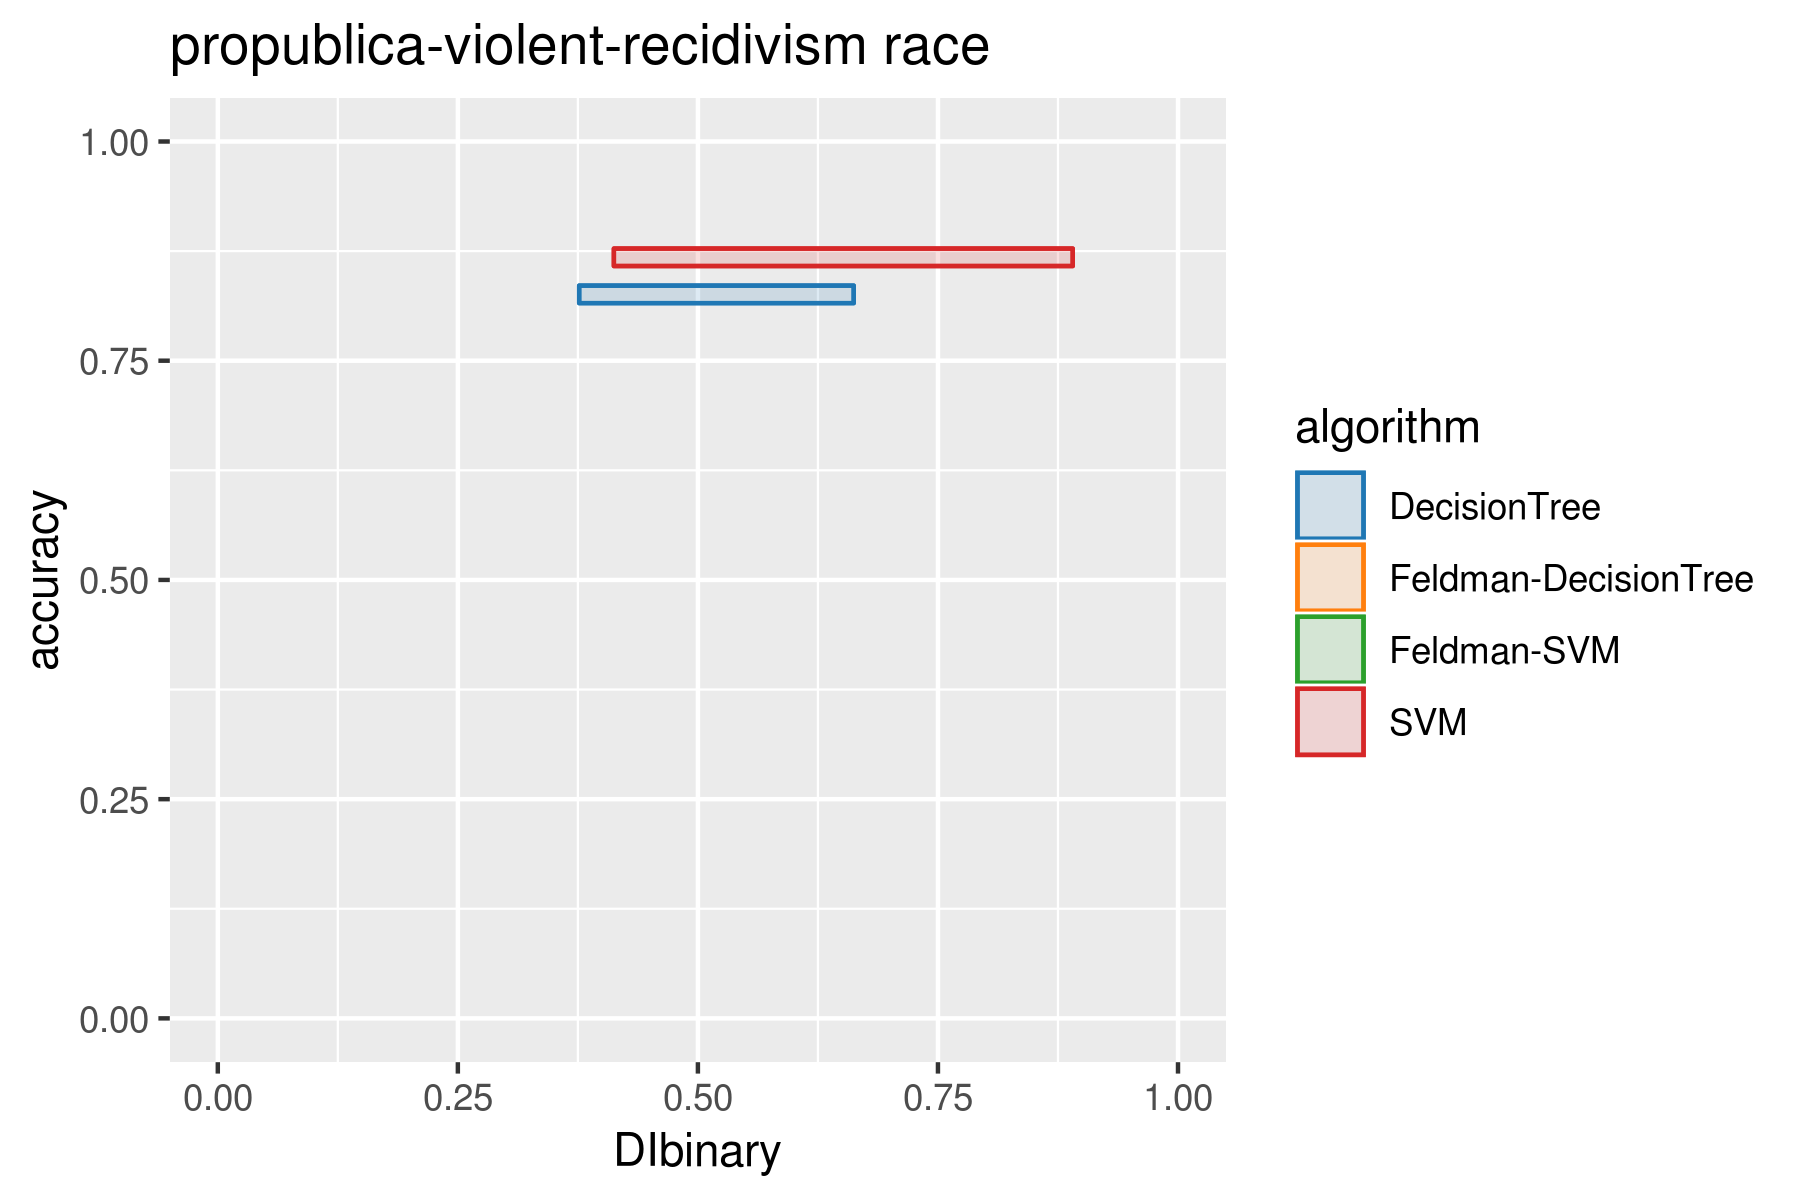 propublica-violent-recidivism race
1.00
0.75
0.50
0.25
0.00
accuracy
0.00 0.25 0.50 0.75 1.00
DIbinary
algorithm
DecisionTree
Feldman-DecisionTree
Feldman-SVM
SVM